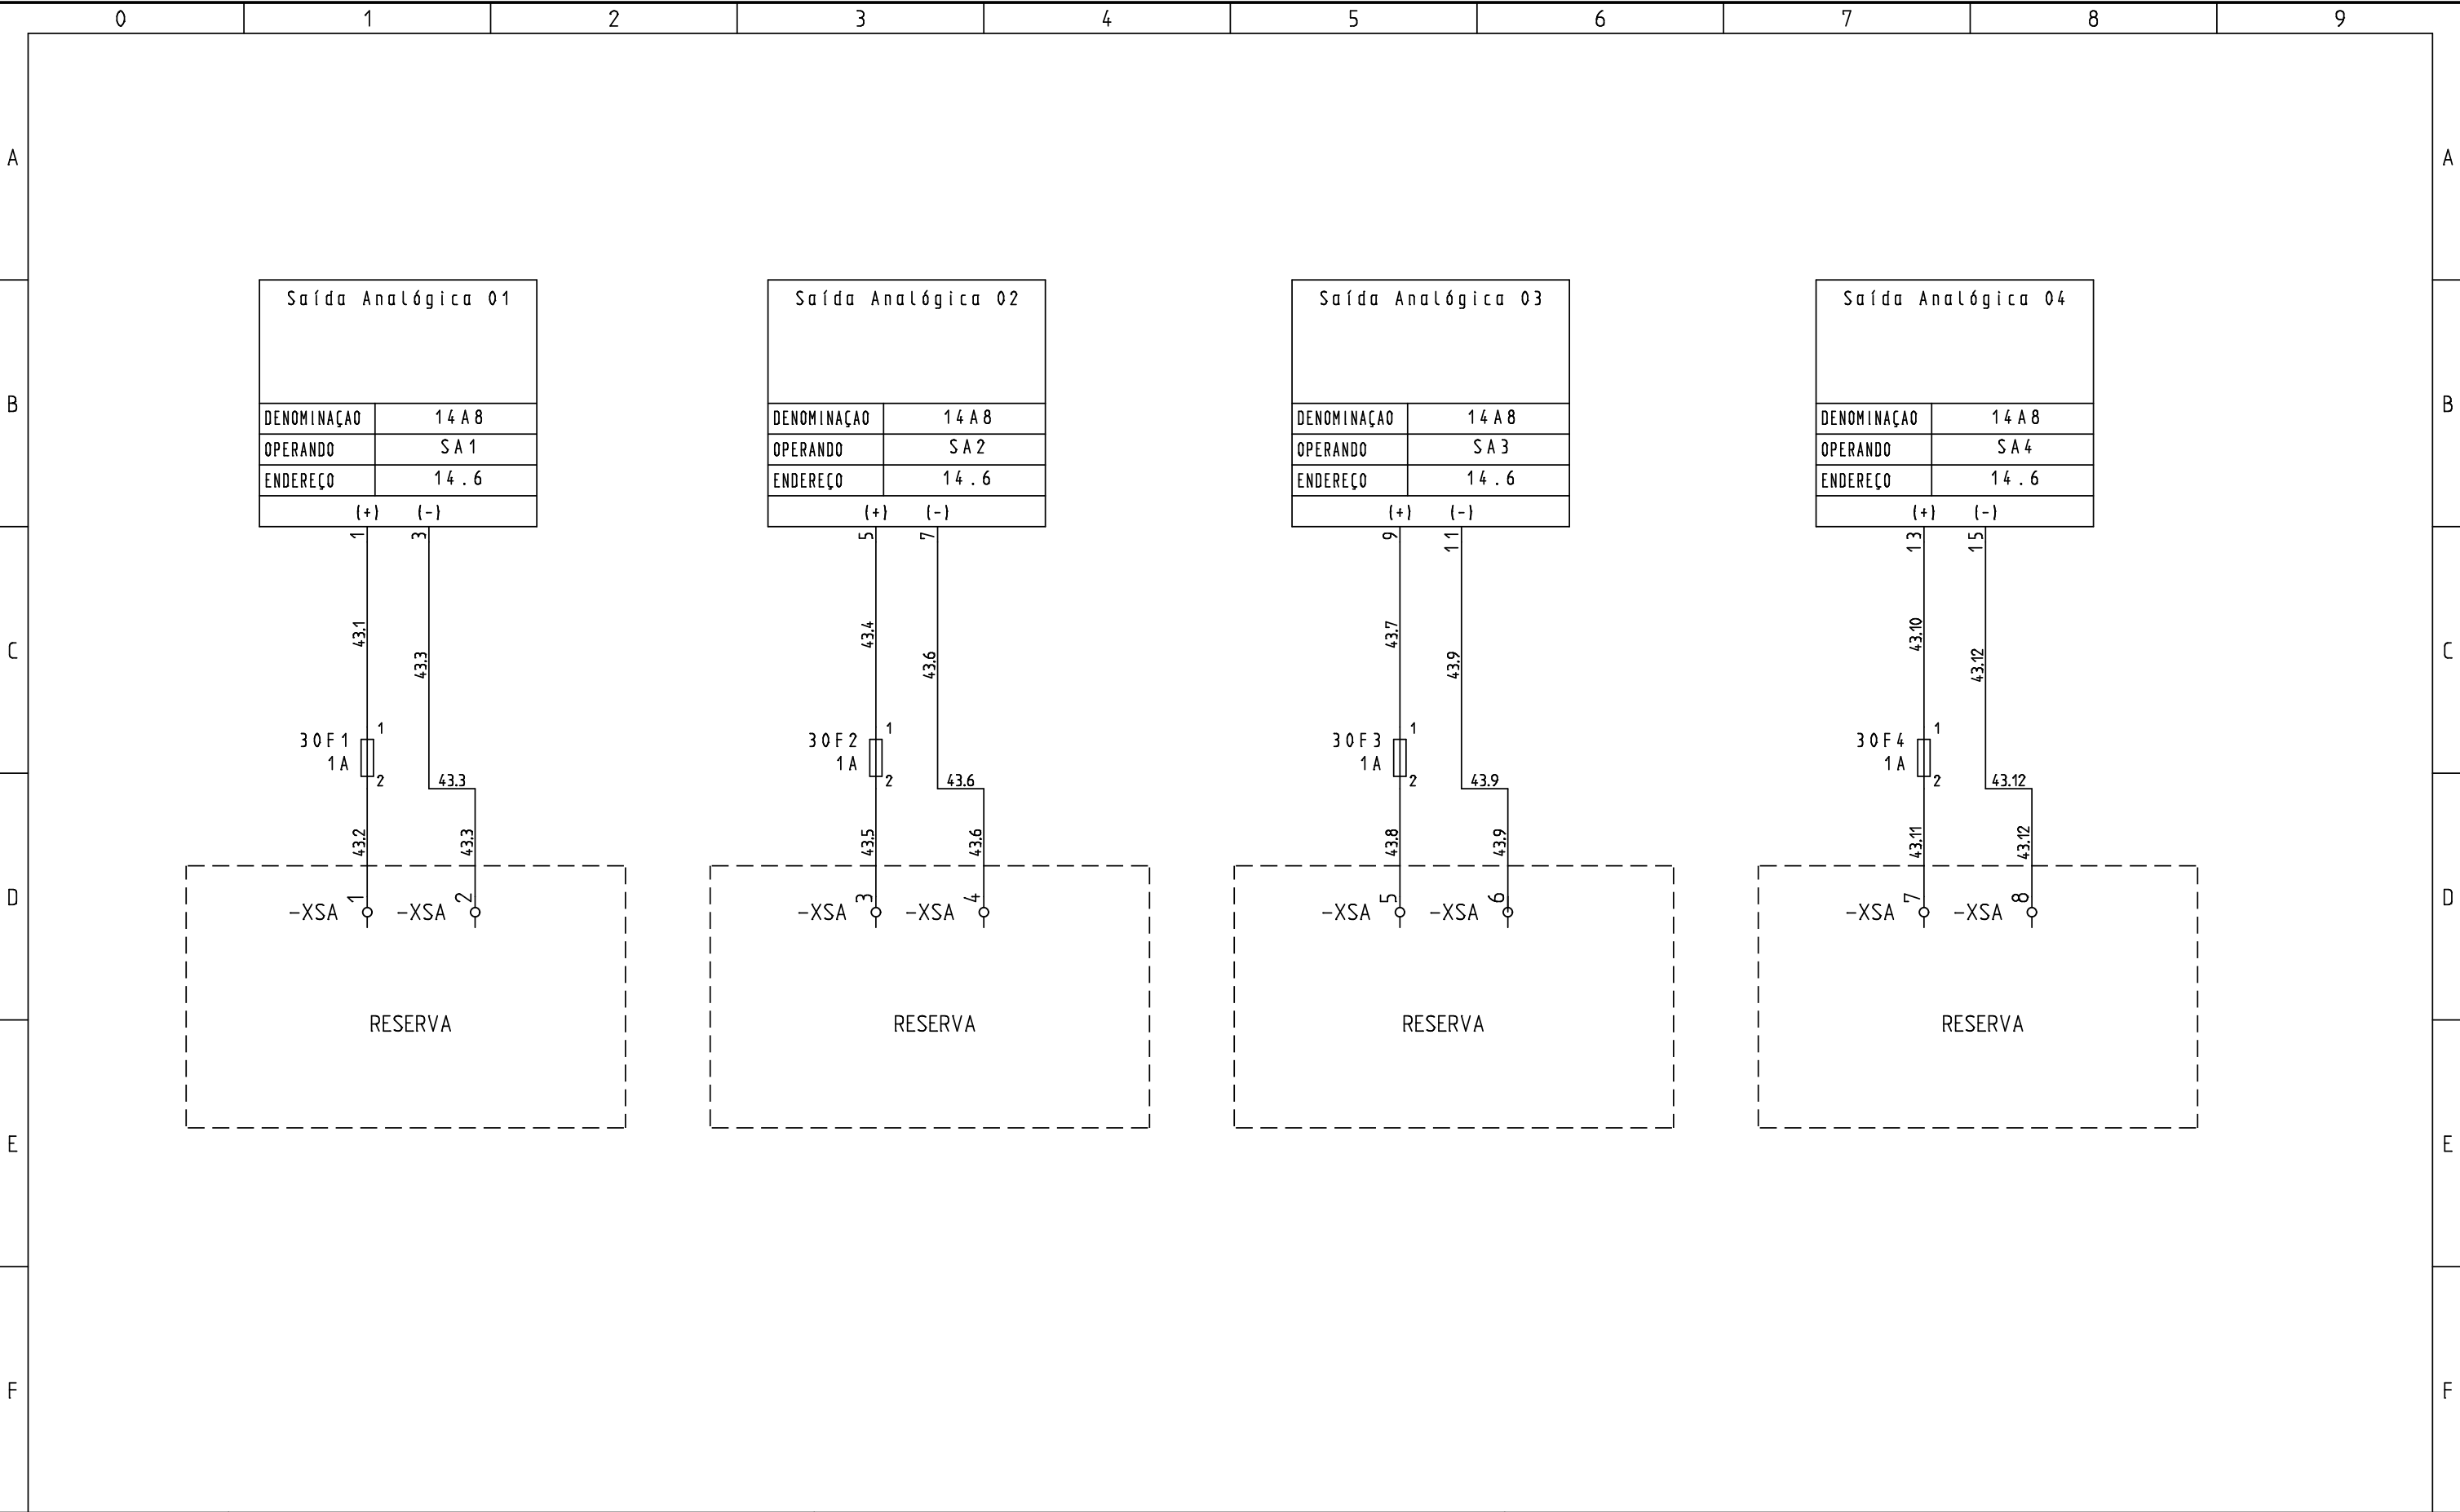 0 1 2 3 4 5 6 7 8 9
A A
Saída Analógica 01 Saída Analógica 02 Saída Analógica 03 Saída Analógica 04
B B
DENOMINAÇAO 14A8 DENOMINAÇAO 14A8 DENOMINAÇAO 14A8 DENOMINAÇAO 14A8
OPERANDO SA1 OPERANDO SA2 OPERANDO SA3 OPERANDO SA4
ENDEREÇO 14.6 ENDEREÇO 14.6 ENDEREÇO 14.6 ENDEREÇO 14.6
(+) (-) (+) (-) (+) (-) (+) (-)
1 3 5 7 9 11 13 15
43.1 43.4 43.7 43.10
C C
43.3 43.6 43.9 43.12
1 1 1 1
30F1 30F2 30F3 30F4
1A 1A 1A 1A
2 43.3 2 43.6 2 43.9 2 43.12
43.2 43.3 43.5 43.6 43.8 43.9 43.11 43.12
D D
1 2 3 4 5 6 7 8
-XSA -XSA -XSA -XSA -XSA -XSA -XSA -XSA
RESERVA RESERVA RESERVA RESERVA
E E
F F